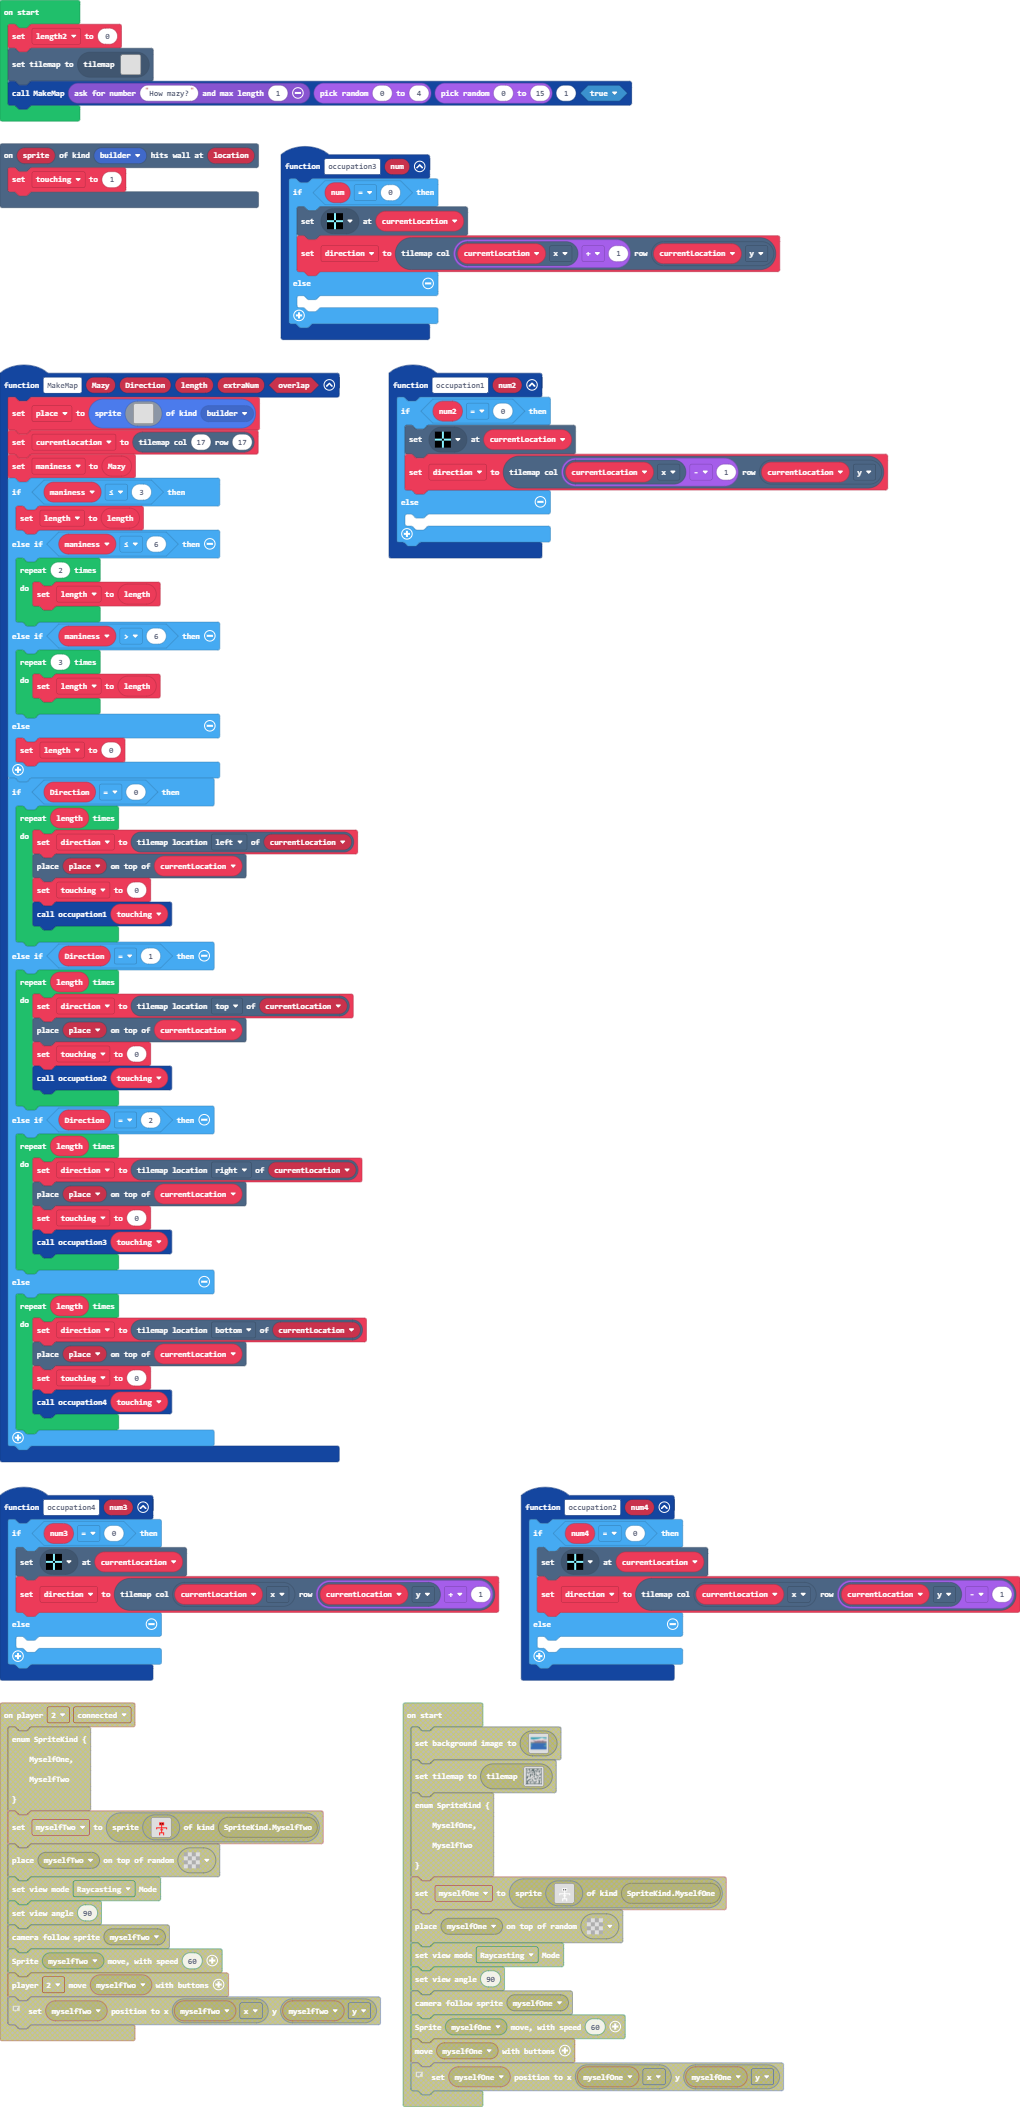 on start
set length2 to 0
set tilemap to tilemap
call MakeMap ask for number "How mazy?" and max length 1 pick random 0 to 4 pick random 0 to 15 1 true
on sprite of kind builder hits wall at location
set touching to 1
function occupation3 num
if num = 0 then
set at currentLocation
set direction to tilemap col currentLocation x + 1 row currentLocation y
else
function MakeMap Mazy Direction length extraNum overlap
set place to sprite of kind builder
set currentLocation to tilemap col 17 row 17
set maniness to Mazy
if maniness ≤ 3 then
set length to length
else if maniness ≤ 6 then
repeat 2 times
do set length to length
else if maniness > 6 then
repeat 3 times
do set length to length
else
set length to 0
if Direction = 0 then
repeat length times
do set direction to tilemap location left of currentLocation
place place on top of currentLocation
set touching to 0
call occupation1 touching
else if Direction = 1 then
repeat length times
do set direction to tilemap location top of currentLocation
place place on top of currentLocation
set touching to 0
call occupation2 touching
else if Direction = 2 then
repeat length times
do set direction to tilemap location right of currentLocation
place place on top of currentLocation
set touching to 0
call occupation3 touching
else
repeat length times
do set direction to tilemap location bottom of currentLocation
place place on top of currentLocation
set touching to 0
call occupation4 touching
function occupation1 num2
if num2 = 0 then
set at currentLocation
set direction to tilemap col currentLocation x - 1 row currentLocation y
else
function occupation4 num3
if num3 = 0 then
set at currentLocation
set direction to tilemap col currentLocation x row currentLocation y + 1
else
function occupation2 num4
if num4 = 0 then
set at currentLocation
set direction to tilemap col currentLocation x row currentLocation y - 1
else
on player 2 connected
enum SpriteKind {
MyselfOne,
MyselfTwo
}
set myselfTwo to sprite of kind SpriteKind.MyselfTwo
place myselfTwo on top of random
set view mode Raycasting Mode
set view angle 90
camera follow sprite myselfTwo
Sprite myselfTwo move, with speed 60
player 2 move myselfTwo with buttons
set myselfTwo position to x myselfTwo x y myselfTwo y
on start
set background image to
set tilemap to tilemap
enum SpriteKind {
MyselfOne,
MyselfTwo
}
set myselfOne to sprite of kind SpriteKind.MyselfOne
place myselfOne on top of random
set view mode Raycasting Mode
set view angle 90
camera follow sprite myselfOne
Sprite myselfOne move, with speed 60
move myselfOne with buttons
set myselfOne position to x myselfOne x y myselfOne y